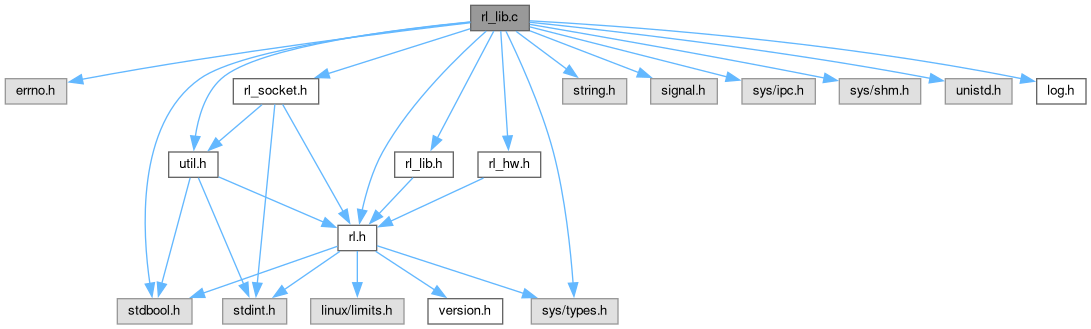 rl_lib.c
errno.h
rl_socket.h
string.h
signal.h
sys/ipc.h
sys/shm.h
unistd.h
log.h
util.h
rl_lib.h
rl_hw.h
rl.h
stdbool.h
stdint.h
linux/limits.h
version.h
sys/types.h